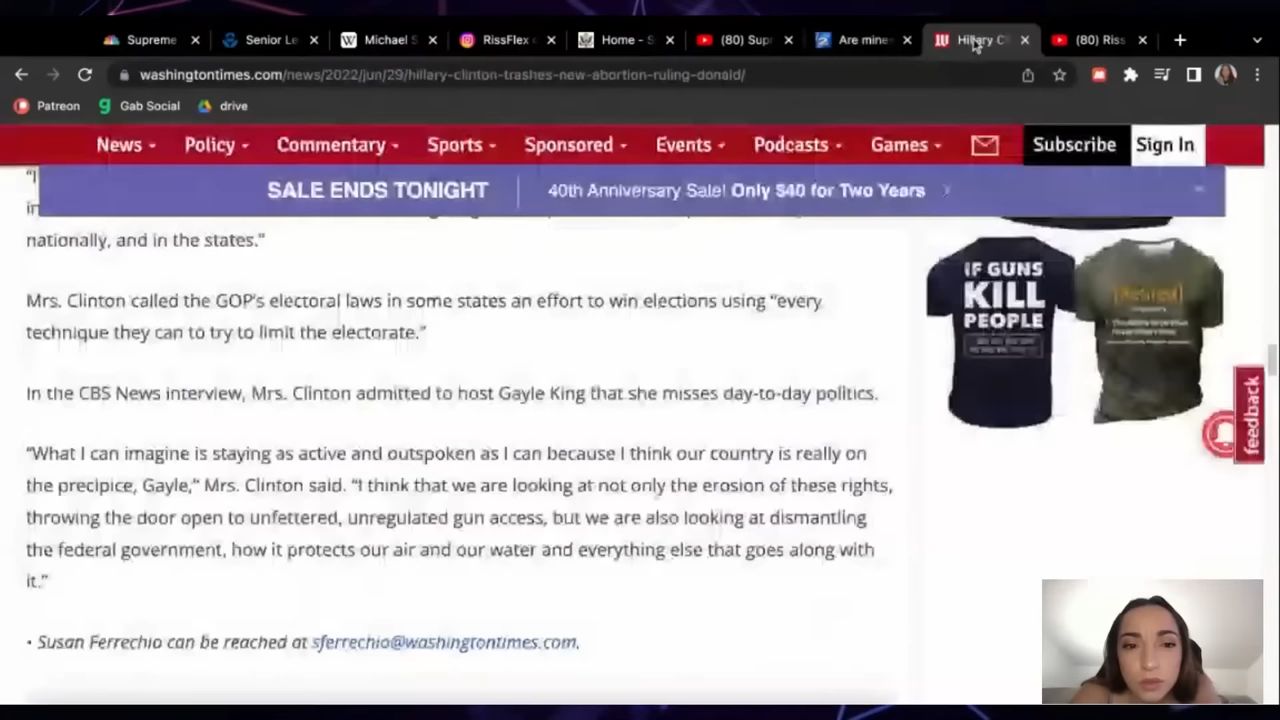 Supreme
Senior Le
Michael S
RissFlex
Home - S
(80) Supr
Are mine
Hillary Cl
(80) Riss
washingtontimes.com/news/2022/jun/29/hillary-clinton-trashes-new-abortion-ruling-donald/
Patreon
Gab Social
drive
News
Policy
Commentary
Sports
Sponsored
Events
Podcasts
Games
Subscribe
Sign In
SALE ENDS TONIGHT
40th Anniversary Sale! Only $40 for Two Years
nationally, and in the states.”
Mrs. Clinton called the GOP’s electoral laws in some states an effort to win elections using “every
technique they can to try to limit the electorate.”
In the CBS News interview, Mrs. Clinton admitted to host Gayle King that she misses day-to-day politics.
“What I can imagine is staying as active and outspoken as I can because I think our country is really on
the precipice, Gayle,” Mrs. Clinton said. “I think that we are looking at not only the erosion of these rights,
throwing the door open to unfettered, unregulated gun access, but we are also looking at dismantling
the federal government, how it protects our air and our water and everything else that goes along with
it.”
• Susan Ferrechio can be reached at sferrechio@washingtontimes.com.
IF GUNS
KILL
PEOPLE
feedback